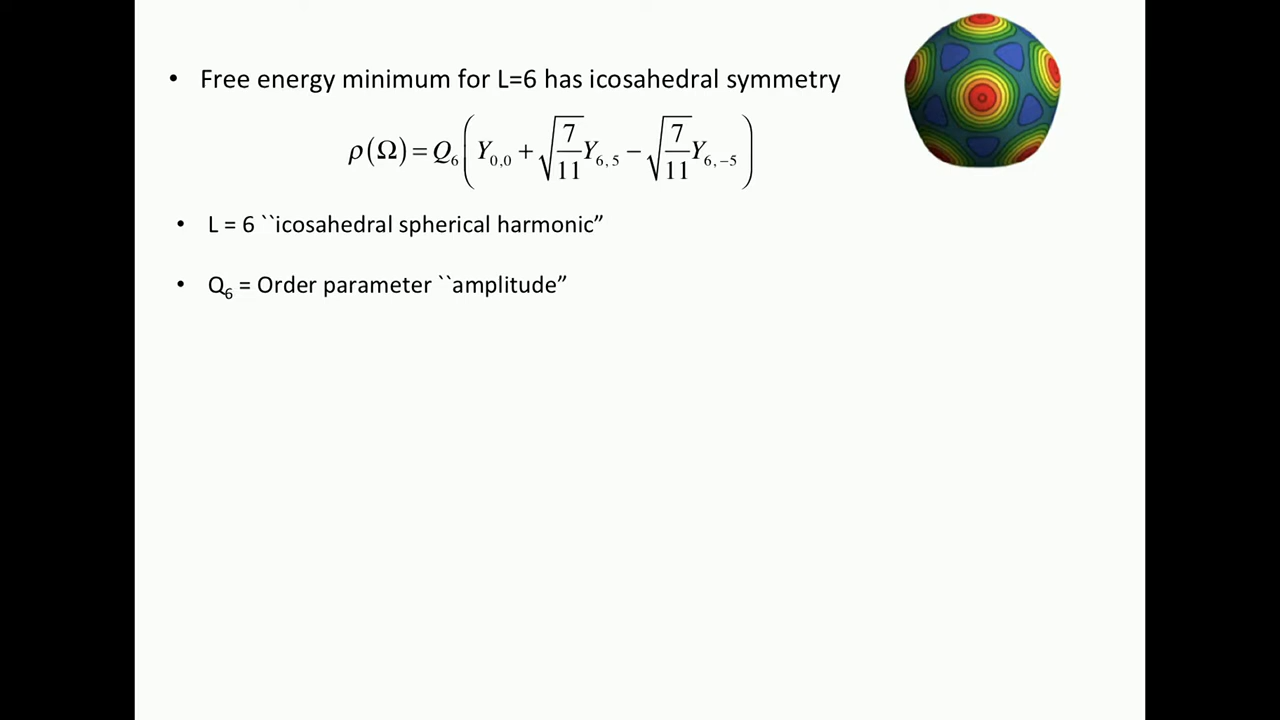 • Free energy minimum for L=6 has icosahedral symmetry
ρ(Ω) = Q₆(Y₀,₀ + √(7/11) Y₆,₅ − √(7/11) Y₆,₋₅)
• L = 6 ``icosahedral spherical harmonic”
• Q₆ = Order parameter ``amplitude”